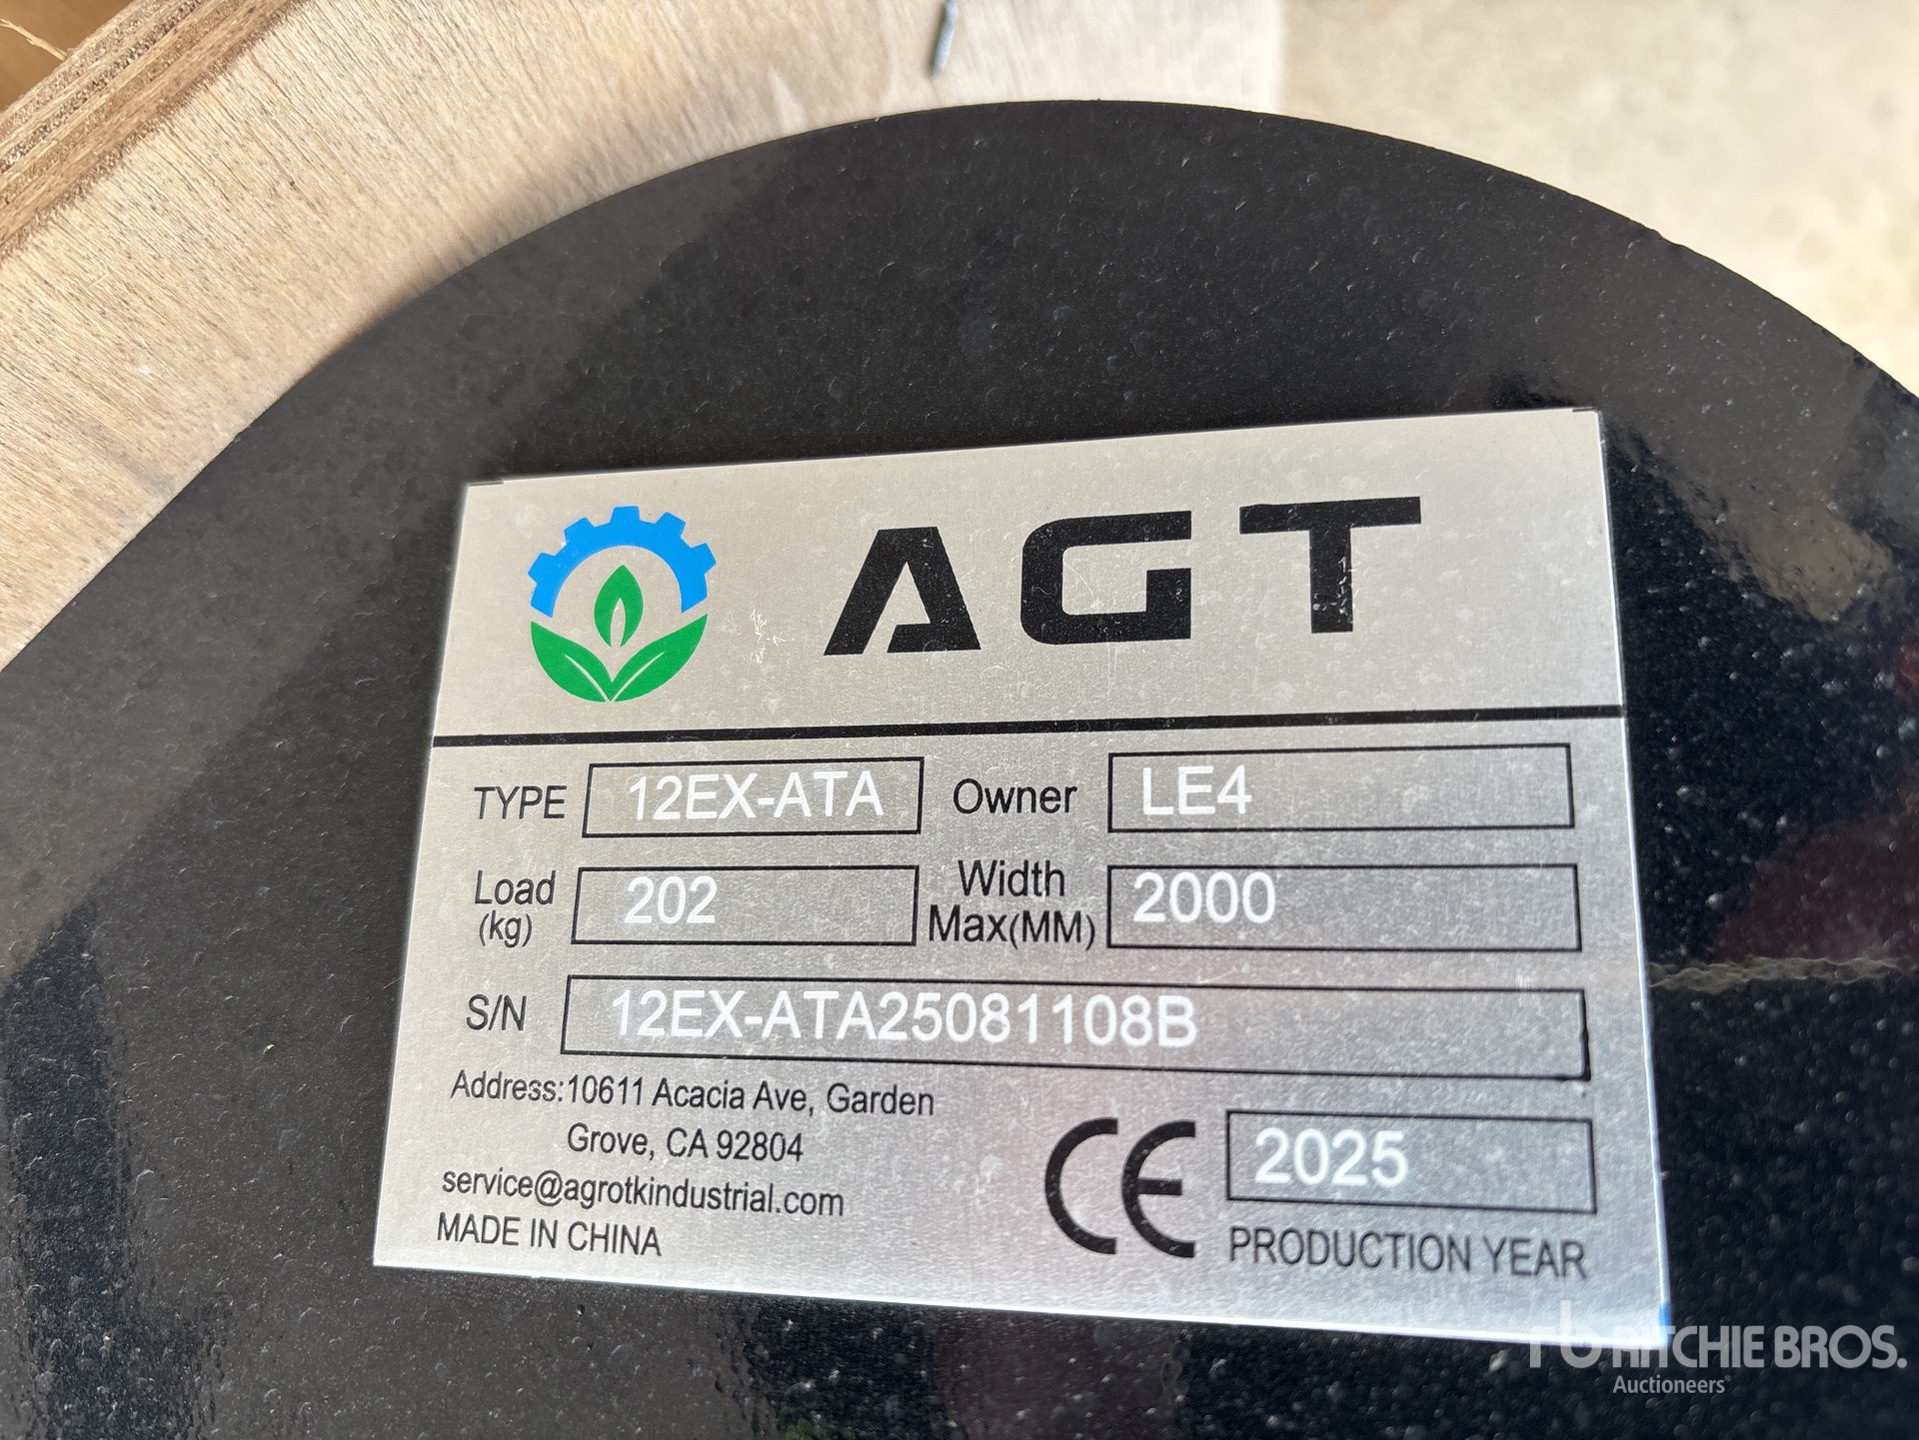 AGT
TYPE 12EX-ATA Owner LE4
Load (kg) 202 Width Max(MM) 2000
S/N 12EX-ATA25081108B
Address:10611 Acacia Ave, Garden
Grove, CA 92804
service@agrotkindustrial.com
MADE IN CHINA
CE 2025
PRODUCTION YEAR
rb RITCHIE BROS.
Auctioneers